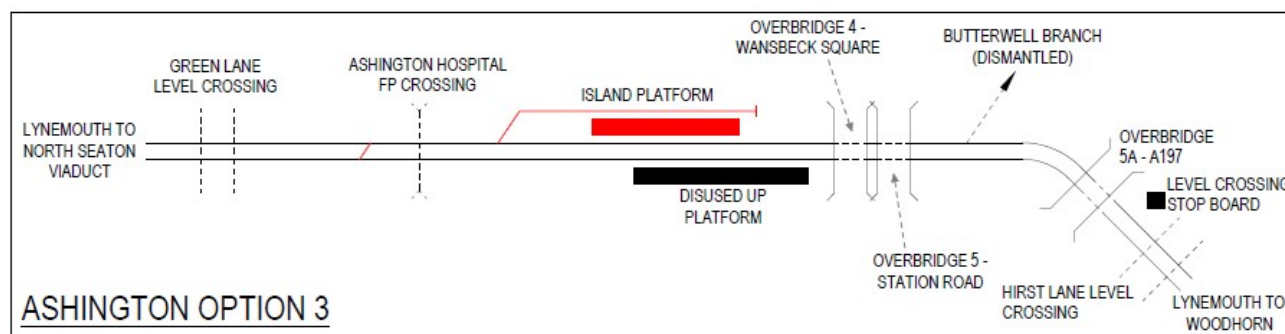 GREEN LANE
LEVEL CROSSING
ASHINGTON HOSPITAL
FP CROSSING
ISLAND PLATFORM
OVERBRIDGE 4 -
WANSBECK SQUARE
BUTTERWELL BRANCH
(DISMANTLED)
LYNEMOUTH TO
NORTH SEATON
VIADUCT
OVERBRIDGE
5A - A197
LEVEL CROSSING
STOP BOARD
DISUSED UP
PLATFORM
OVERBRIDGE 5 -
STATION ROAD
HIRST LANE LEVEL
CROSSING
LYNEMOUTH TO
WOODHORN
ASHINGTON OPTION 3